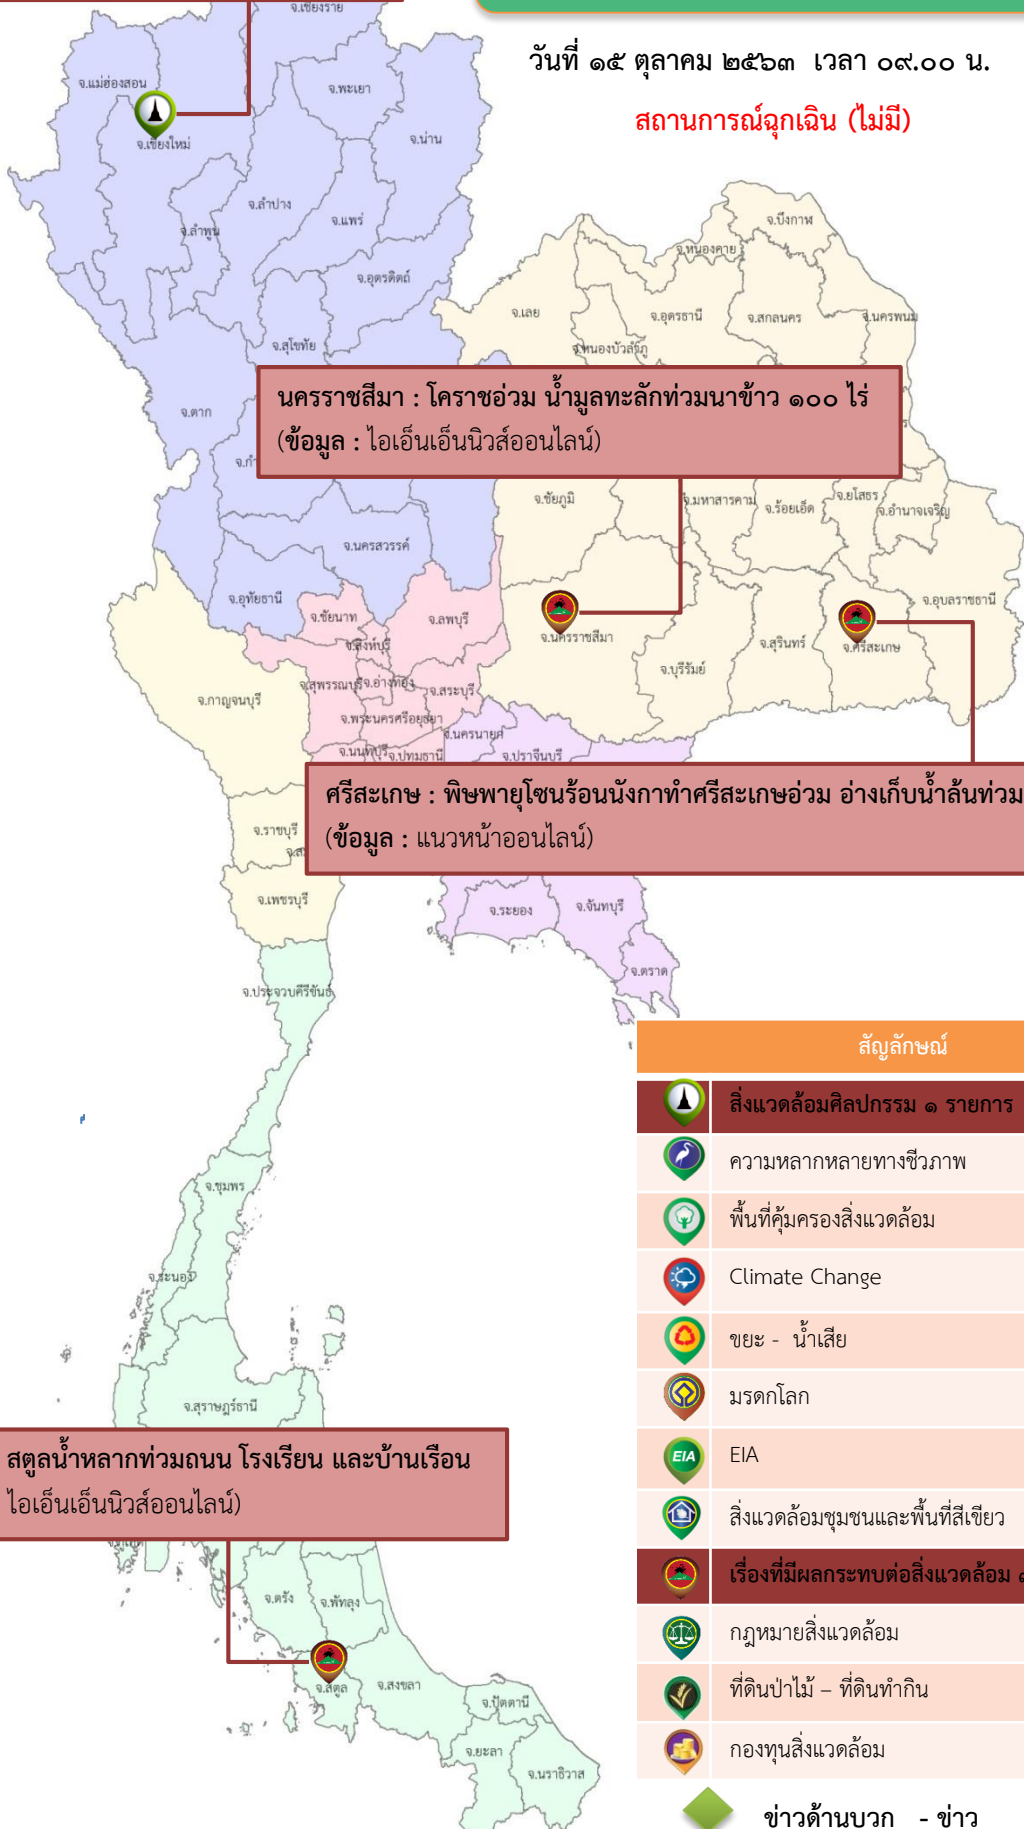 จ.เชียงราย
วันที่ ๑๕ ตุลาคม ๒๕๖๓ เวลา ๐๙.๐๐ น.
สถานการณ์ฉุกเฉิน (ไม่มี)
จ.แม่ฮ่องสอน
จ.พะเยา
จ.เชียงใหม่
จ.น่าน
จ.ลำปาง
จ.แพร่
จ.ลำพูน
จ.อุตรดิตถ์
จ.บึงกาฬ
จ.หนองคาย
จ.เลย
จ.อุดรธานี
จ.สกลนคร
จ.นครพนม
จ.สุโขทัย
จ.หนองบัวลำภู
นครราชสีมา : โคราชอ่วม น้ำมูลทะลักท่วมนาข้าว ๑๐๐ ไร่
(ข้อมูล : ไอเอ็นเอ็นนิวส์ออนไลน์)
จ.ตาก
จ.ชัยภูมิ
จ.มหาสารคาม
จ.ร้อยเอ็ด
จ.ยโสธร
จ.อำนาจเจริญ
จ.นครสวรรค์
จ.อุทัยธานี
จ.ชัยนาท
จ.ลพบุรี
จ.สิงห์บุรี
จ.นครราชสีมา
จ.บุรีรัมย์
จ.สุรินทร์
จ.ศรีสะเกษ
จ.อุบลราชธานี
จ.กาญจนบุรี
จ.สุพรรณบุรี
จ.อ่างทอง
จ.สระบุรี
จ.พระนครศรีอยุธยา
จ.นครนายก
จ.นนทบุรี
จ.ปทุมธานี
จ.ปราจีนบุรี
ศรีสะเกษ : พิษพายุโซนร้อนนังกาทำศรีสะเกษอ่วม อ่างเก็บน้ำล้นท่วม
(ข้อมูล : แนวหน้าออนไลน์)
จ.ราชบุรี
จ.เพชรบุรี
จ.ระยอง
จ.จันทบุรี
จ.ตราด
จ.ประจวบคีรีขันธ์
จ.ชุมพร
จ.ระนอง
จ.สุราษฎร์ธานี
สตูลน้ำหลากท่วมถนน โรงเรียน และบ้านเรือน
ไอเอ็นเอ็นนิวส์ออนไลน์)
จ.ตรัง
จ.พัทลุง
จ.สตูล
จ.สงขลา
จ.ปัตตานี
จ.ยะลา
จ.นราธิวาส
สัญลักษณ์
สิ่งแวดล้อมศิลปกรรม ๑ รายการ
ความหลากหลายทางชีวภาพ
พื้นที่คุ้มครองสิ่งแวดล้อม
Climate Change
ขยะ - น้ำเสีย
มรดกโลก
EIA EIA
สิ่งแวดล้อมชุมชนและพื้นที่สีเขียว
เรื่องที่มีผลกระทบต่อสิ่งแวดล้อม
กฎหมายสิ่งแวดล้อม
ที่ดินป่าไม้ – ที่ดินทำกิน
กองทุนสิ่งแวดล้อม
ข่าวด้านบวก - ข่าว